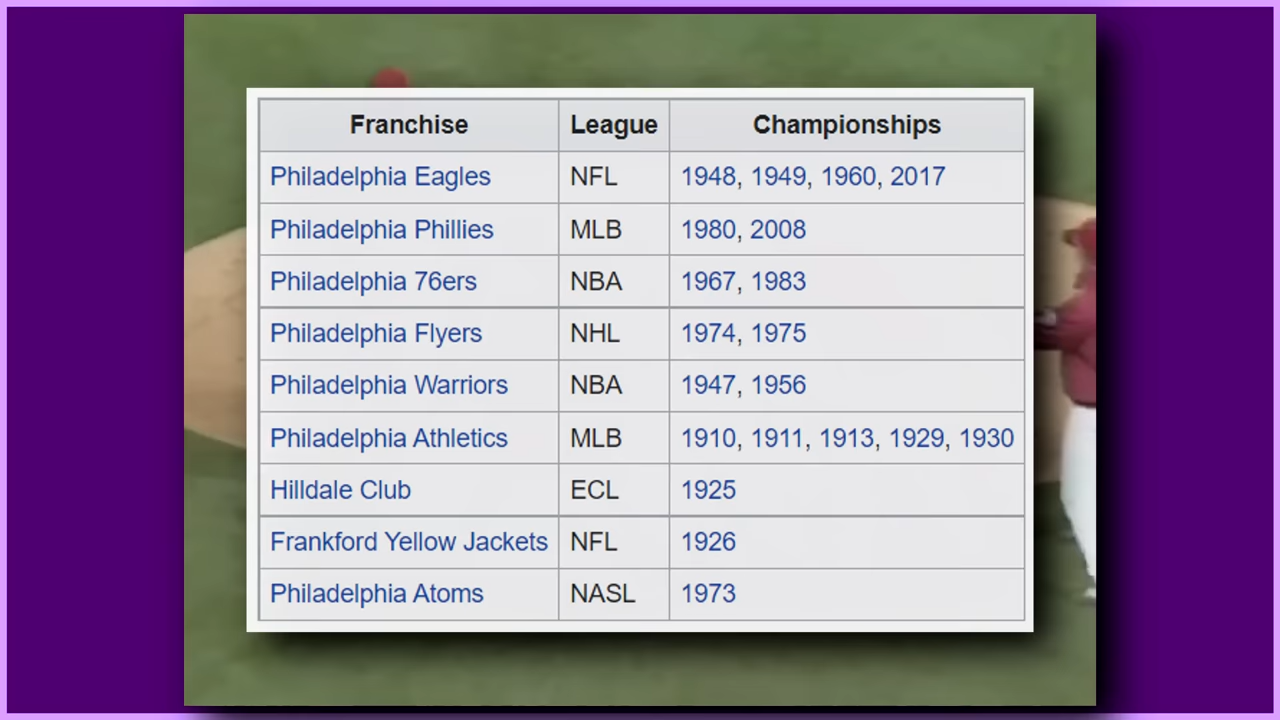 Franchise League Championships
Philadelphia Eagles NFL 1948, 1949, 1960, 2017
Philadelphia Phillies MLB 1980, 2008
Philadelphia 76ers NBA 1967, 1983
Philadelphia Flyers NHL 1974, 1975
Philadelphia Warriors NBA 1947, 1956
Philadelphia Athletics MLB 1910, 1911, 1913, 1929, 1930
Hilldale Club ECL 1925
Frankford Yellow Jackets NFL 1926
Philadelphia Atoms NASL 1973